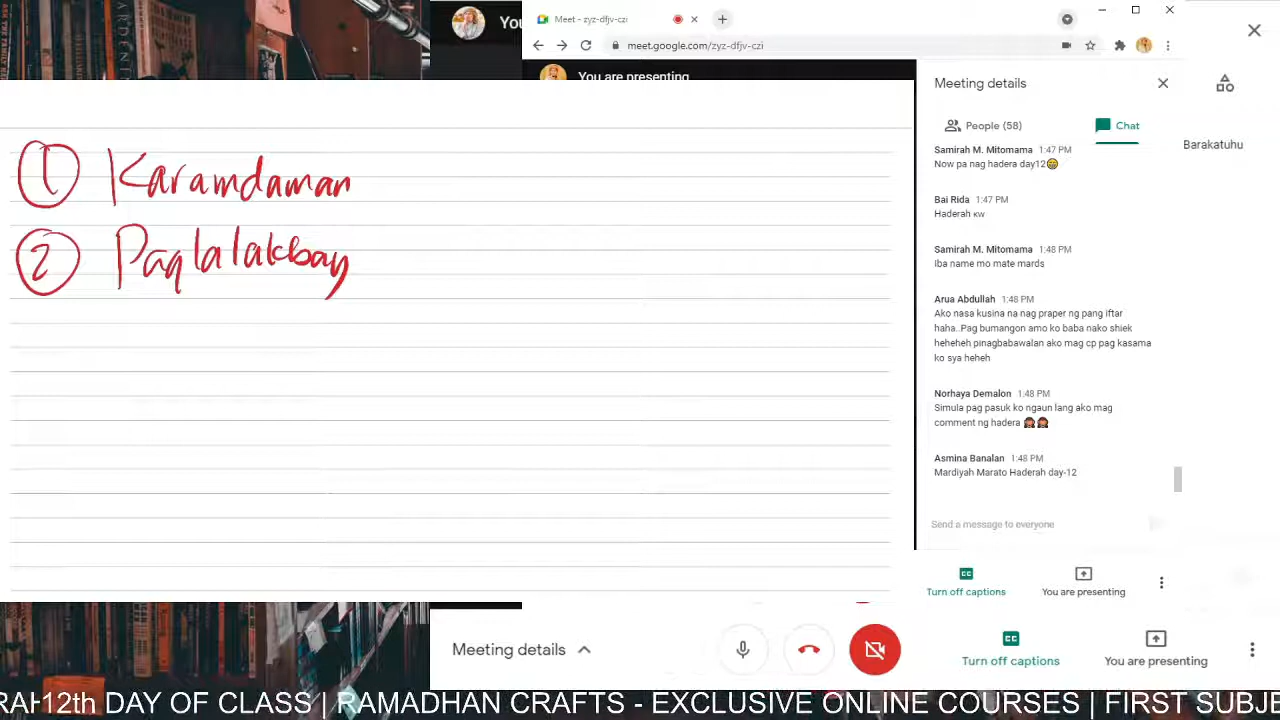 You
Meet - zyz-dfjv-czi
meet.google.com/zyz-dfjv-czi
You are presenting
Meeting details
People (58)
Chat
Barakatuhu
① Karamdaman
② Paglalakbay
Samirah M. Mitomama 1:47 PM
Now pa nag hadera day12😁
Bai Rida 1:47 PM
Haderah ĸw
Samirah M. Mitomama 1:48 PM
Iba name mo mate mards
Arua Abdullah 1:48 PM
Ako nasa kusina na nag praper ng pang iftar
haha..Pag bumangon amo ko baba nako shiek
heheheh pinagbabawalan ako mag cp pag kasama
ko sya heheh
Norhaya Demalon 1:48 PM
Simula pag pasuk ko ngaun lang ako mag
comment ng hadera
Asmina Banalan 1:48 PM
Mardiyah Marato Haderah day-12
Send a message to everyone
CC
Turn off captions
You are presenting
Meeting details
CC
Turn off captions
You are presenting
12th DAY OF CLASS | RAMADHAN CRAFTS - EXCLUSIVE ONLINE COURSES | FIRST SUBJE